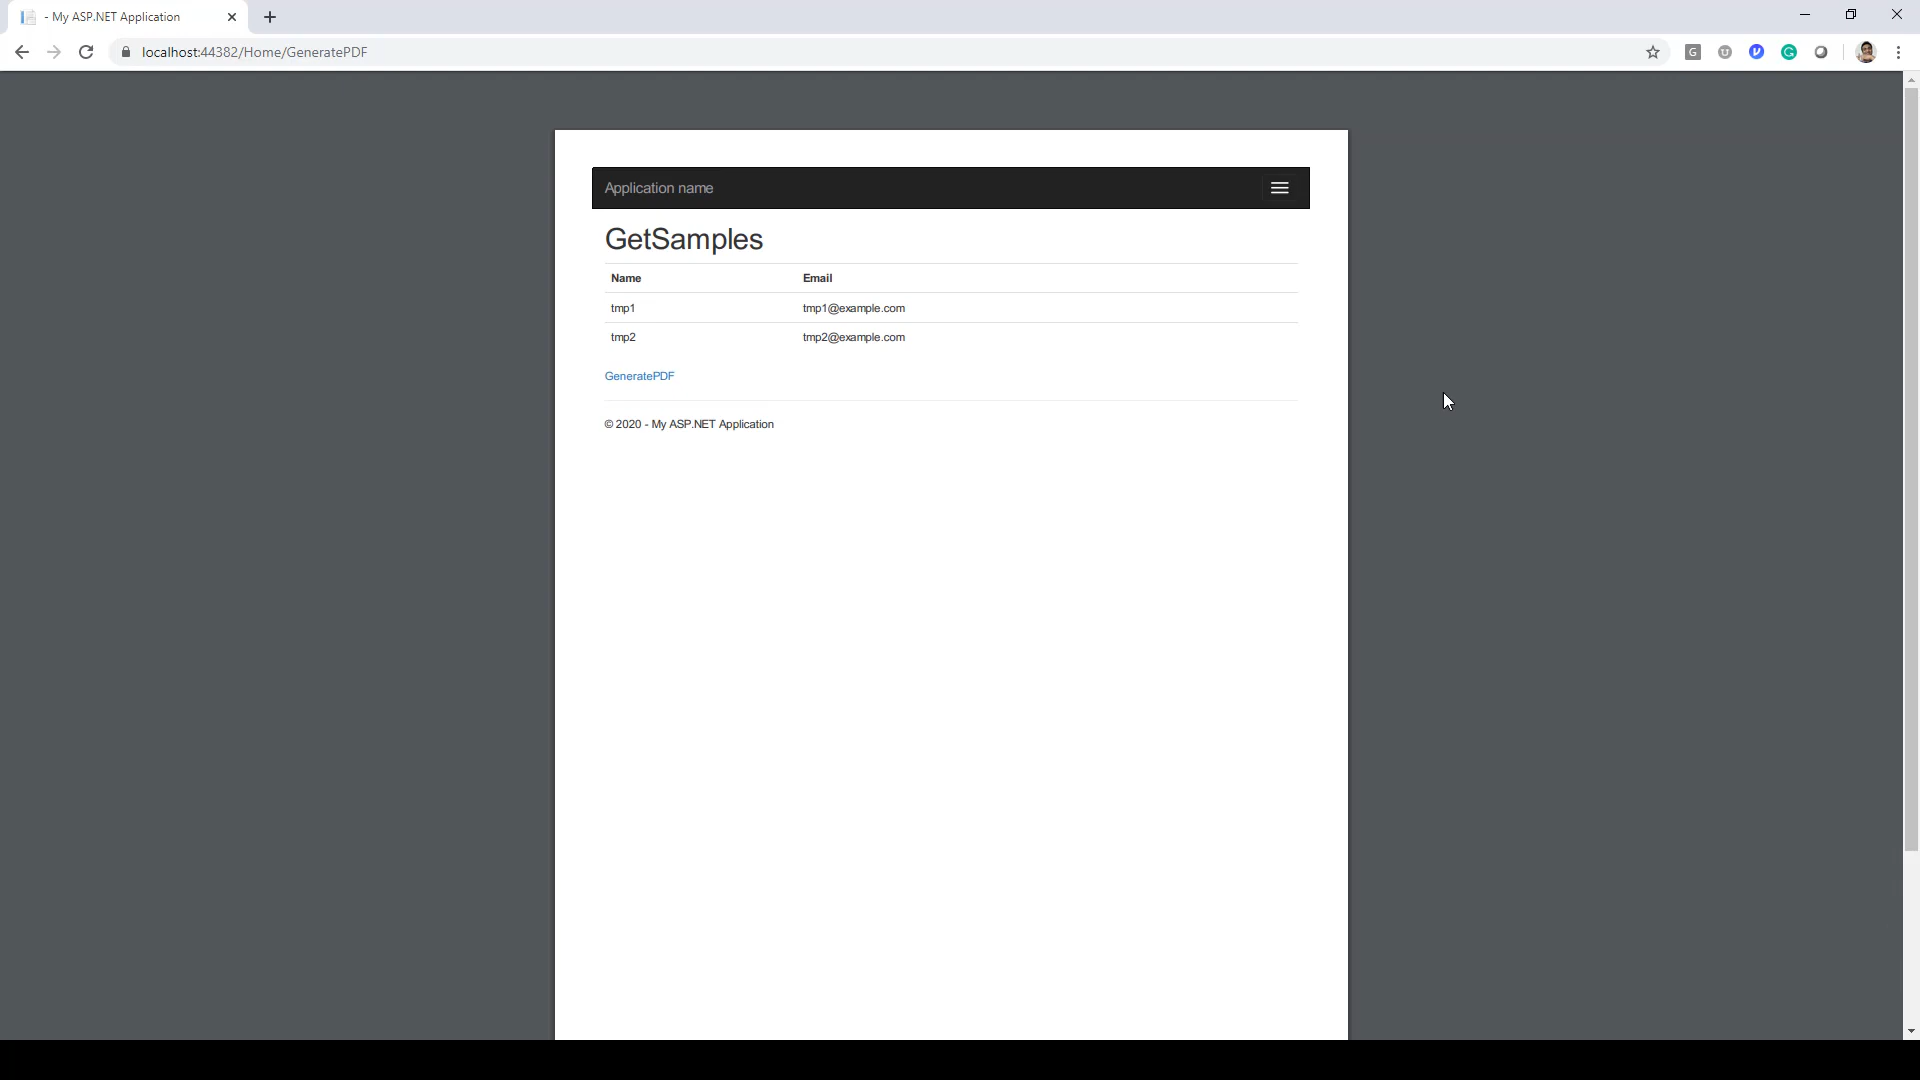 - My ASP.NET Application
localhost:44382/Home/GeneratePDF
Application name
GetSamples
Name Email
tmp1 tmp1@example.com
tmp2 tmp2@example.com
GeneratePDF
© 2020 - My ASP.NET Application